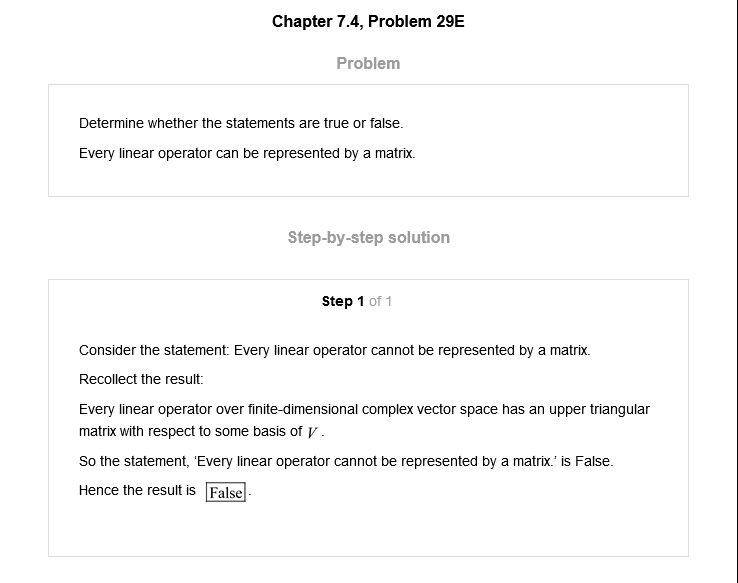 Chapter 7.4, Problem 29E
Problem
Determine whether the statements are true or false.
Every linear operator can be represented by a matrix.
Step-by-step solution
Step 1 of 1
Consider the statement: Every linear operator cannot be represented by a matrix.
Recollect the result:
Every linear operator over finite-dimensional complex vector space has an upper triangular
matrix with respect to some basis of V .
So the statement, 'Every linear operator cannot be represented by a matrix.' is False.
Hence the result is False.